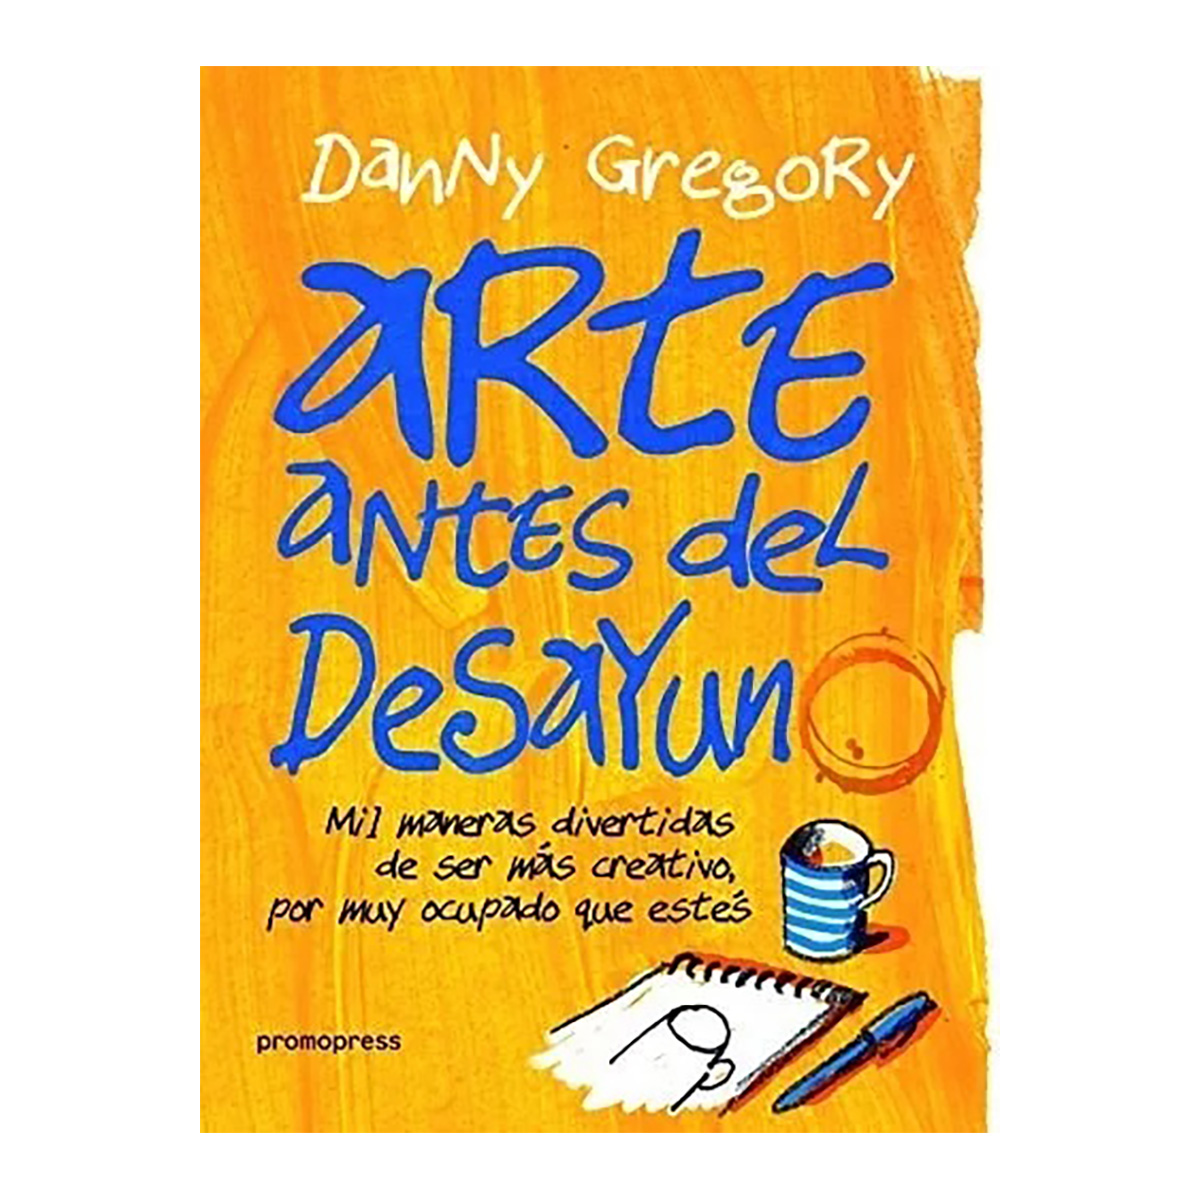 Danny Gregory
arte
antes del
Desayuno
Mil maneras divertidas
de ser más creativo,
por muy ocupado que estés
promopress